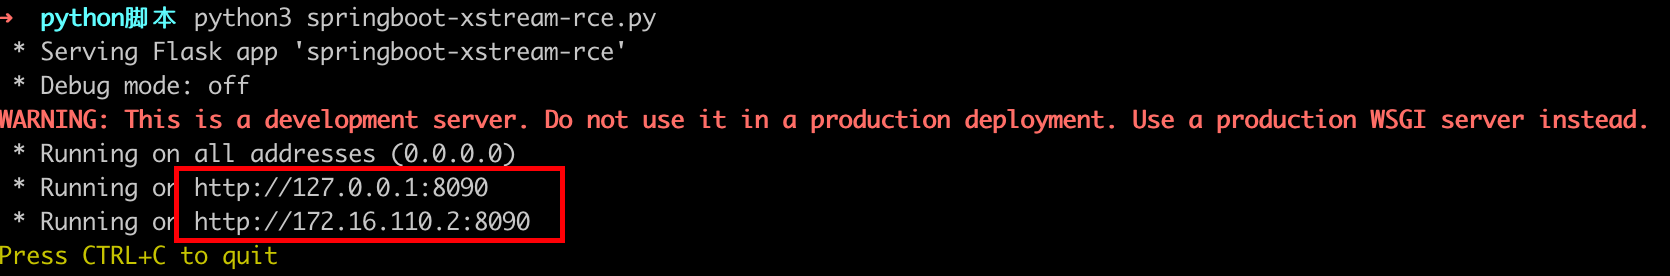 → python脚本 python3 springboot-xstream-rce.py
* Serving Flask app 'springboot-xstream-rce'
* Debug mode: off
WARNING: This is a development server. Do not use it in a production deployment. Use a production WSGI server instead.
* Running on all addresses (0.0.0.0)
* Running on http://127.0.0.1:8090
* Running on http://172.16.110.2:8090
Press CTRL+C to quit